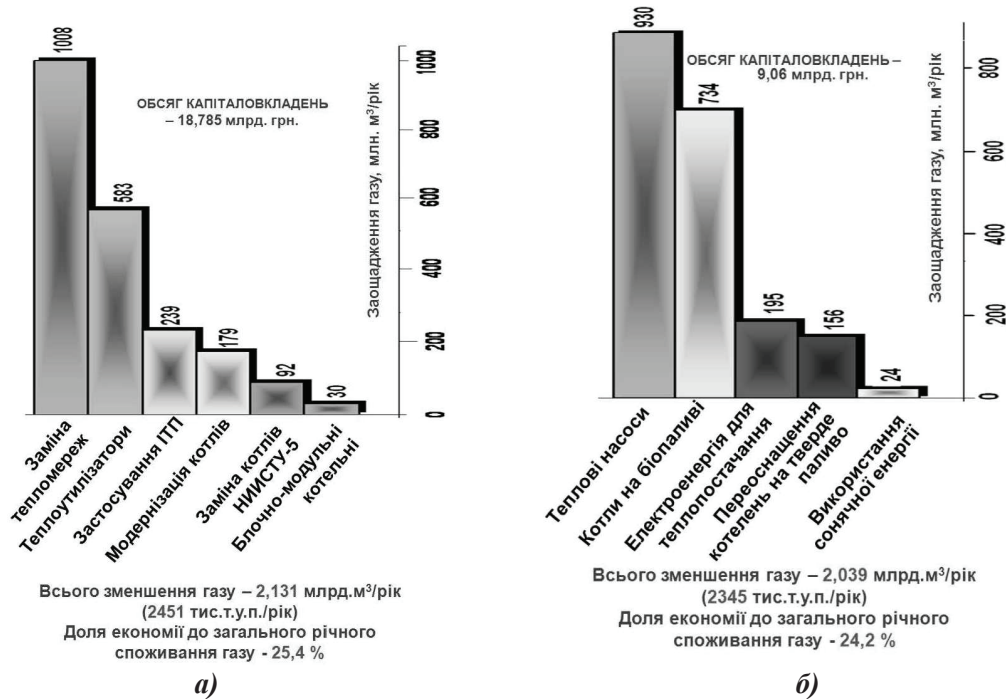 а)
1008
583
239
179
92
30
ОБСЯГ КАПІТАЛОВКЛАДЕНЬ
– 18,785 млрд. грн.
Заощадження газу, млн. м³/рік
1000
800
600
400
200
0
Заміна
тепломереж
Теплоутилізатори
Застосування ІТП
Модернізація котлів
Заміна котлів
НИИСТУ-5
Блочно-модульні
котельні
Всього зменшення газу – 2,131 млрд.м³/рік
(2451 тис.т.у.п./рік)
Доля економії до загального річного
споживання газу - 25,4 %
а)
б)
930
734
195
156
24
ОБСЯГ КАПІТАЛОВКЛАДЕНЬ –
9,06 млрд. грн.
Заощадження газу, млн. м³/рік
800
600
400
200
0
Теплові насоси
Котли на біопаливі
Електроенергія для
теплопостачання
Переоснащення
котелень на тверде
паливо
Використання
сонячної енергії
Всього зменшення газу – 2,039 млрд.м³/рік
(2345 тис.т.у.п./рік)
Доля економії до загального річного
споживання газу - 24,2 %
б)